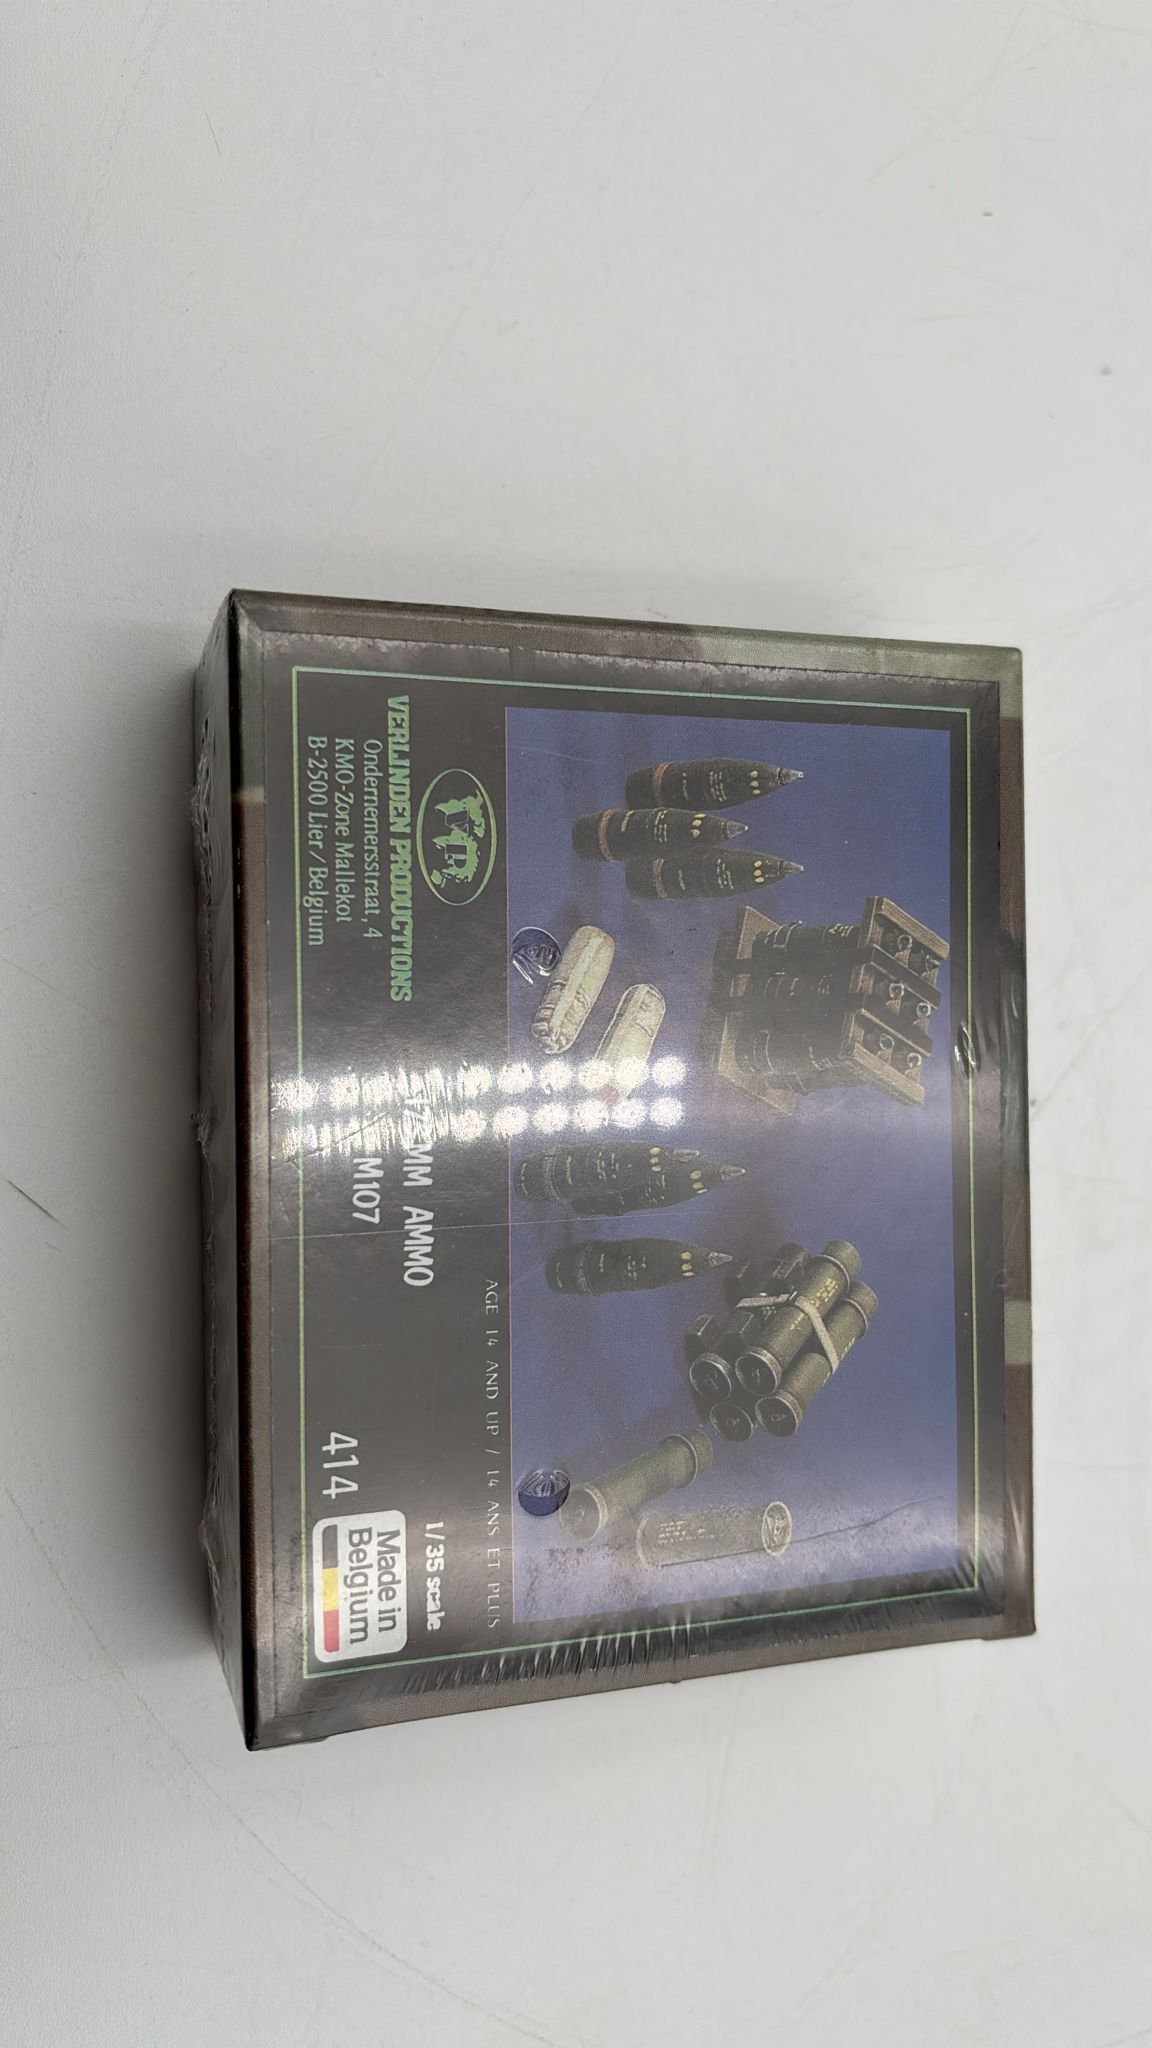 VERLINDEN PRODUCTIONS
Ondernemersstraat, 4
KMO-Zone Mallekot
B-2500 Lier/Belgium
AGE 14 AND UP / 14 ANS ET PLUS
MM AMMO
M107
1/35 scale
414
Made in
Belgium